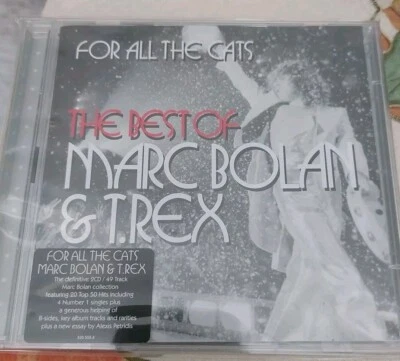 FOR ALL THE CATS
THE BEST OF
MARC BOLAN
& T.REX
FOR ALL THE CATS
MARC BOLAN & T.REX
The definitive 2CD / 49 Track
Marc Bolan collection
featuring 20 Top 50 Hits including
4 Number 1 singles plus
a generous helping of
B-sides, key album tracks and rarities
plus a new essay by Alexis Petridis